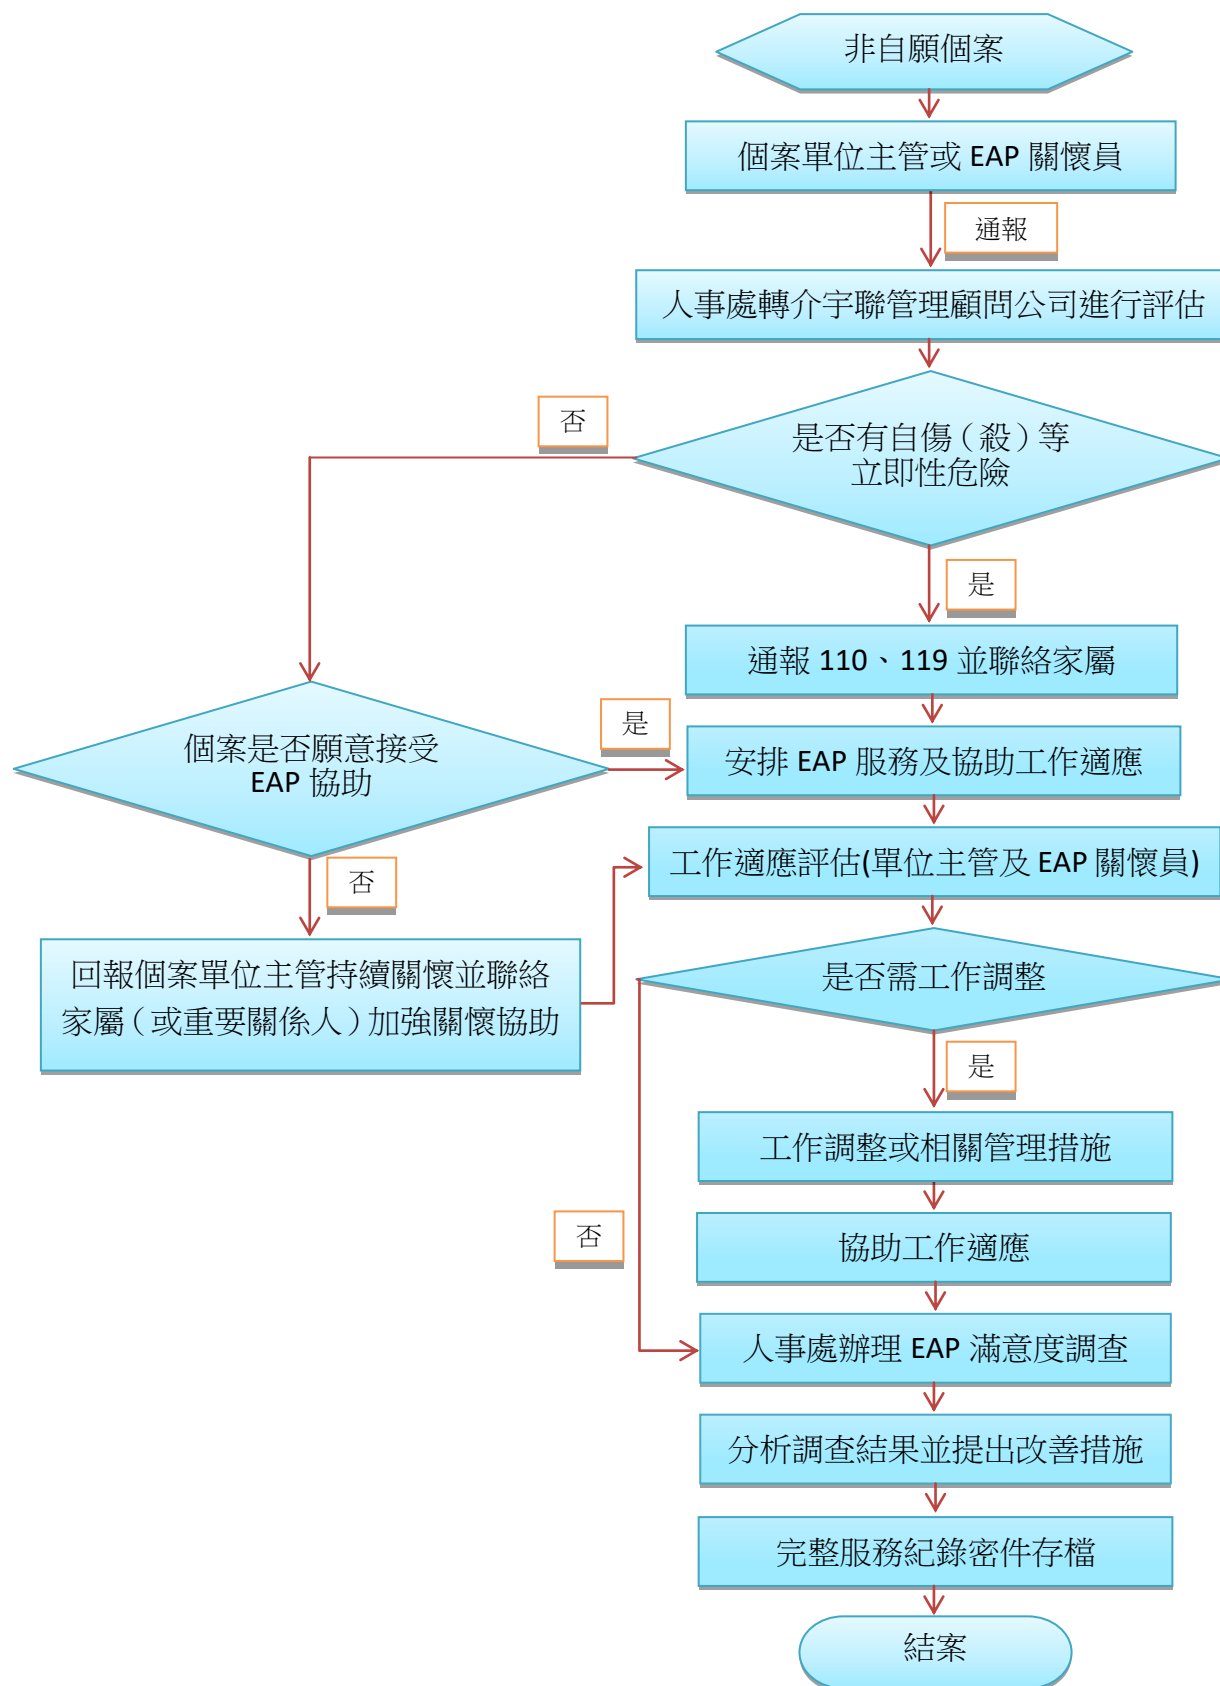 非自願個案
個案單位主管或 EAP 關懷員
通報
人事處轉介宇聯管理顧問公司進行評估
否
是否有自傷（殺）等
立即性危險
是
通報 110、119 並聯絡家屬
個案是否願意接受
EAP 協助
是
安排 EAP 服務及協助工作適應
否
工作適應評估(單位主管及 EAP 關懷員)
回報個案單位主管持續關懷並聯絡
家屬（或重要關係人）加強關懷協助
是否需工作調整
是
工作調整或相關管理措施
否
協助工作適應
人事處辦理 EAP 滿意度調查
分析調查結果並提出改善措施
完整服務紀錄密件存檔
結案